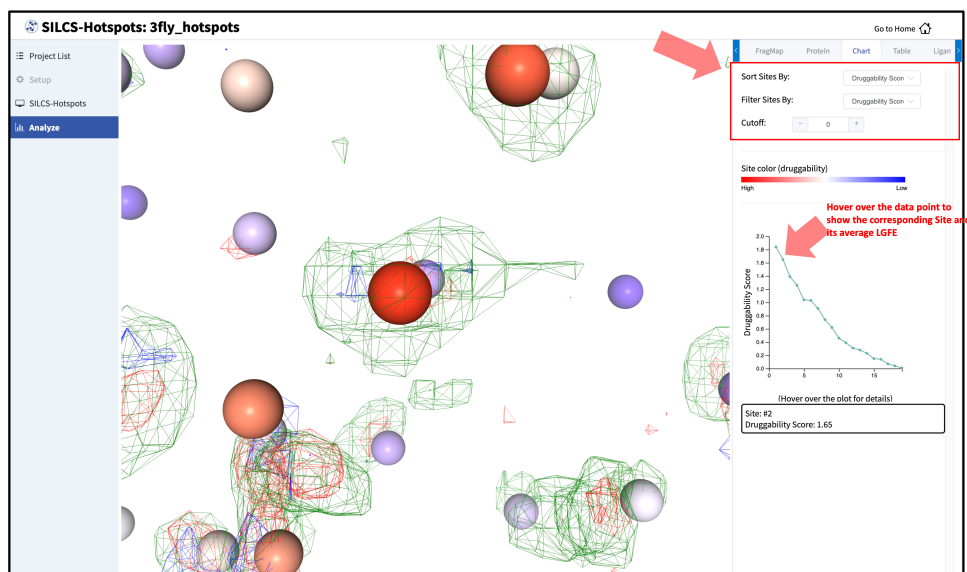 SILCS-Hotspots: 3fly_hotspots
Go to Home
Project List
Setup
SILCS-Hotspots
Analyze
FragMap Protein Chart Table Ligan
Sort Sites By: Druggability Scor
Filter Sites By: Druggability Scor
Cutoff: − 0 +
Site color (druggability)
High Low
Hover over the data point to
show the corresponding Site and
its average LGFE
Druggability Score
2.0
1.8
1.6
1.4
1.2
1.0
0.8
0.6
0.4
0.2
0.0
0 5 10 15
(Hover over the plot for details)
Site: #2
Druggability Score: 1.65